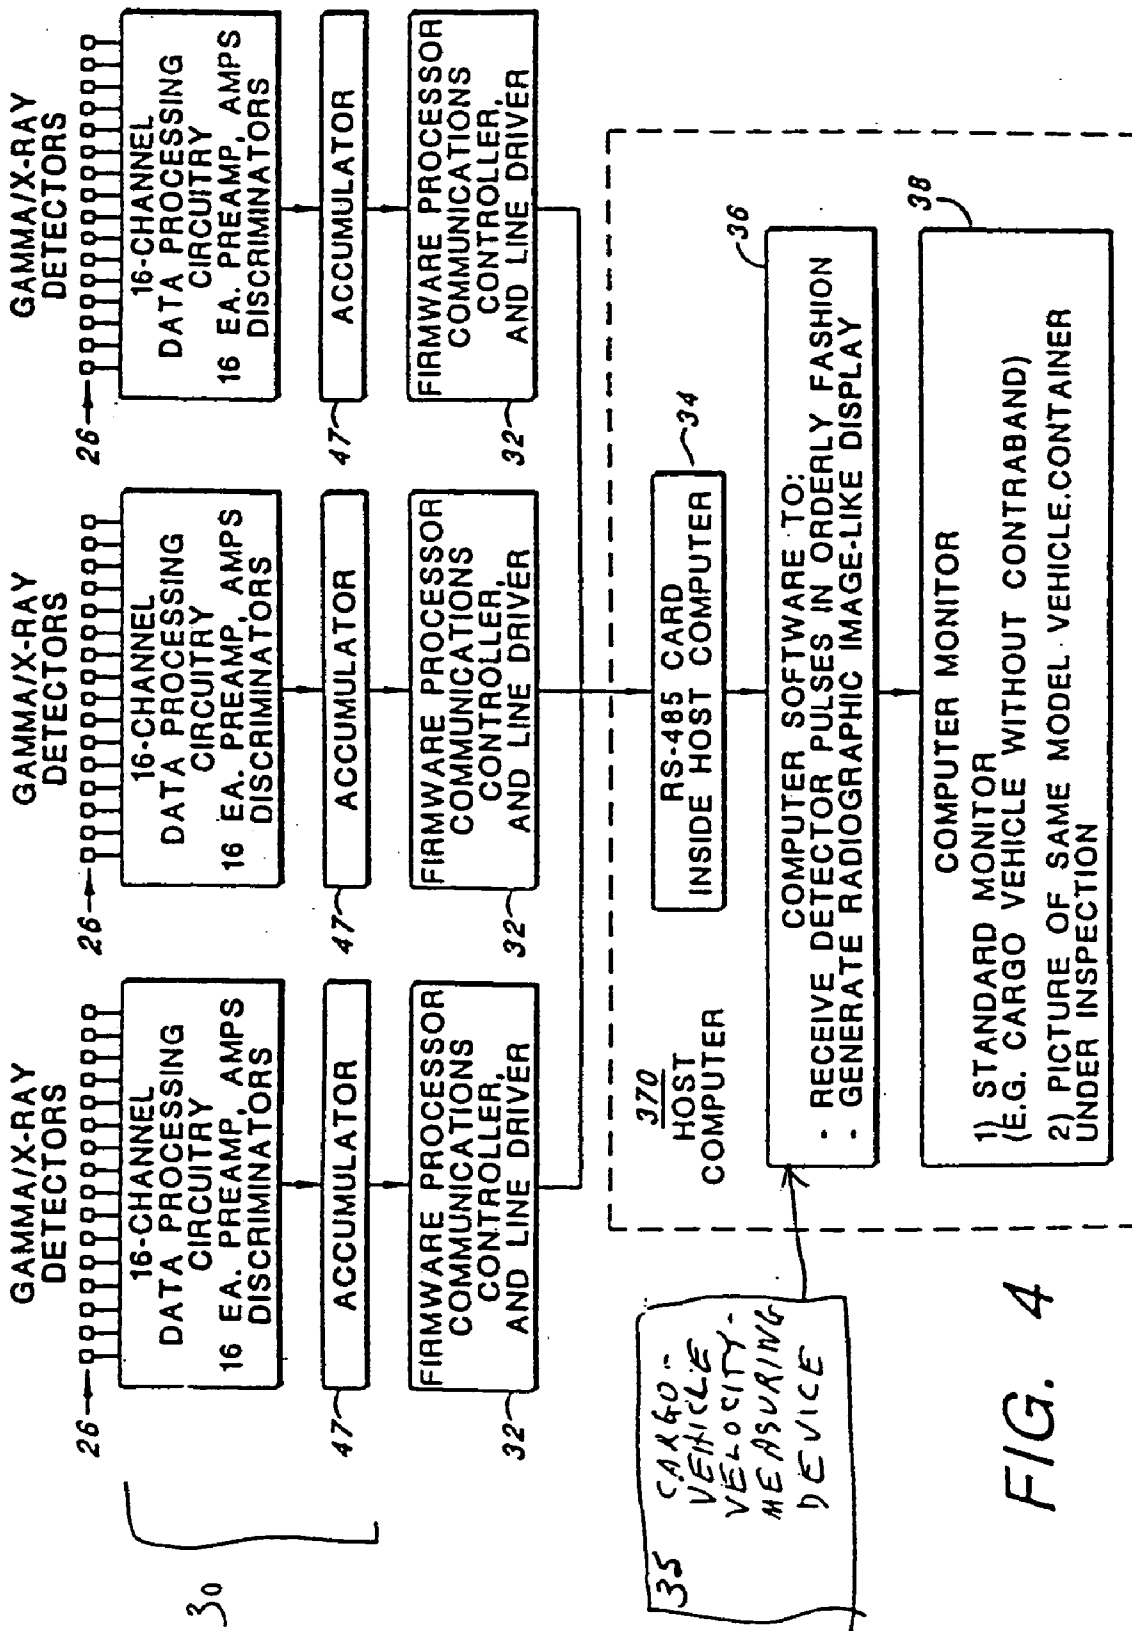 GAMMA/X-RAY
DETECTORS
26
16-CHANNEL
DATA PROCESSING
CIRCUITRY
16 EA. PREAMP, AMPS
DISCRIMINATORS
47
ACCUMULATOR
32
FIRMWARE PROCESSOR
COMMUNICATIONS
CONTROLLER,
AND LINE DRIVER
GAMMA/X-RAY
DETECTORS
26
16-CHANNEL
DATA PROCESSING
CIRCUITRY
16 EA. PREAMP, AMPS
DISCRIMINATORS
47
ACCUMULATOR
32
FIRMWARE PROCESSOR
COMMUNICATIONS
CONTROLLER,
AND LINE DRIVER
GAMMA/X-RAY
DETECTORS
26
16-CHANNEL
DATA PROCESSING
CIRCUITRY
16 EA. PREAMP, AMPS
DISCRIMINATORS
47
ACCUMULATOR
32
FIRMWARE PROCESSOR
COMMUNICATIONS
CONTROLLER,
AND LINE DRIVER
30
370
HOST
COMPUTER
RS-485 CARD
INSIDE HOST COMPUTER
34
35
CARGO-
VEHICLE
VELOCITY-
MEASURING
DEVICE
36
COMPUTER SOFTWARE TO:
- RECEIVE DETECTOR PULSES IN ORDERLY FASHION
- GENERATE RADIOGRAPHIC IMAGE-LIKE DISPLAY
38
COMPUTER MONITOR
1) STANDARD MONITOR
(E.G. CARGO VEHICLE WITHOUT CONTRABAND)
2) PICTURE OF SAME MODEL VEHICLE.CONTAINER
UNDER INSPECTION
FIG. 4